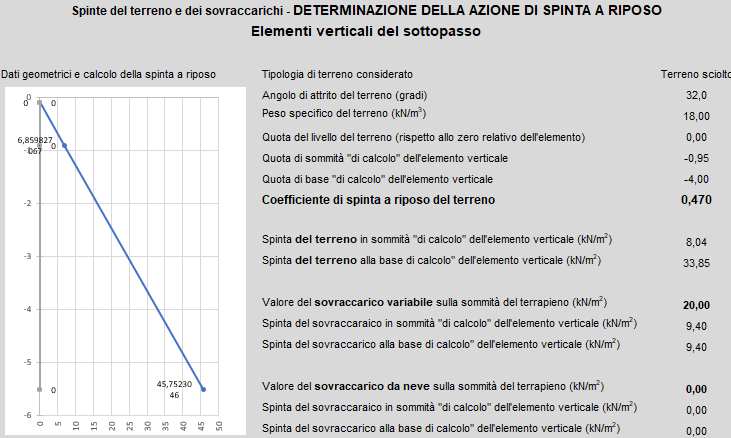 Spinte del terreno e dei sovraccarichi - DETERMINAZIONE DELLA AZIONE DI SPINTA A RIPOSO
Elementi verticali del sottopasso
Dati geometrici e calcolo della spinta a riposo
Tipologia di terreno considerato Terreno sciolto
Angolo di attrito del terreno (gradi) 32,0
Peso specifico del terreno (kN/m³) 18,00
Quota del livello del terreno (rispetto allo zero relativo dell'elemento) 0,00
Quota di sommità "di calcolo" dell'elemento verticale -0,95
Quota di base "di calcolo" dell'elemento verticale -4,00
Coefficiente di spinta a riposo del terreno 0,470
Spinta del terreno in sommità "di calcolo" dell'elemento verticale (kN/m²) 8,04
Spinta del terreno alla base di calcolo" dell'elemento verticale (kN/m²) 33,85
Valore del sovraccarico variabile sulla sommità del terrapieno (kN/m²) 20,00
Spinta del sovraccaraico in sommità "di calcolo" dell'elemento verticale (kN/m²) 9,40
Spinta del sovraccarico alla base di calcolo" dell'elemento verticale (kN/m²) 9,40
Valore del sovraccarico da neve sulla sommità del terrapieno (kN/m²) 0,00
Spinta del sovraccaraico in sommità "di calcolo" dell'elemento verticale (kN/m²) 0,00
Spinta del sovraccarico alla base di calcolo" dell'elemento verticale (kN/m²) 0,00
0
0 0
6,859827
067
-1 0
-2
-3
-4
-5
45,75230
46
0
-6
0 5 10 15 20 25 30 35 40 45 50